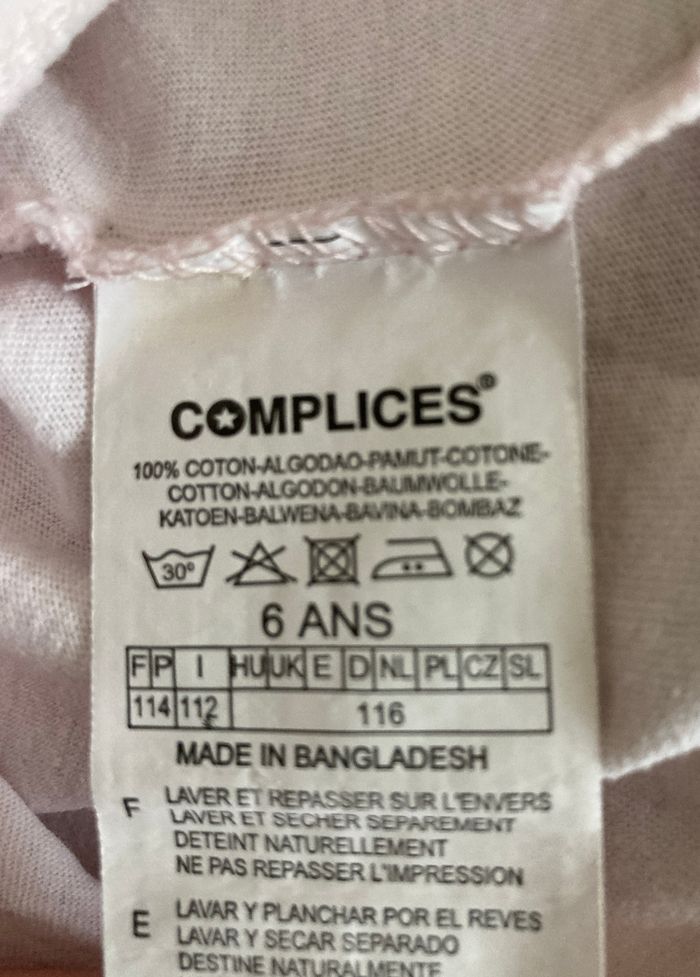 COMPLICES®
100% COTON-ALGODAO-PAMUT-COTONE-
COTTON-ALGODON-BAUMWOLLE-
KATOEN-BALWENA-BAVINA-BOMBAZ
30°
6 ANS
F P I HU UK E D NL PL CZ SL
114 112 116
MADE IN BANGLADESH
F LAVER ET REPASSER SUR L'ENVERS
LAVER ET SECHER SEPAREMENT
DETEINT NATURELLEMENT
NE PAS REPASSER L'IMPRESSION
E LAVAR Y PLANCHAR POR EL REVES
LAVAR Y SECAR SEPARADO
DESTINE NATURALMENTE